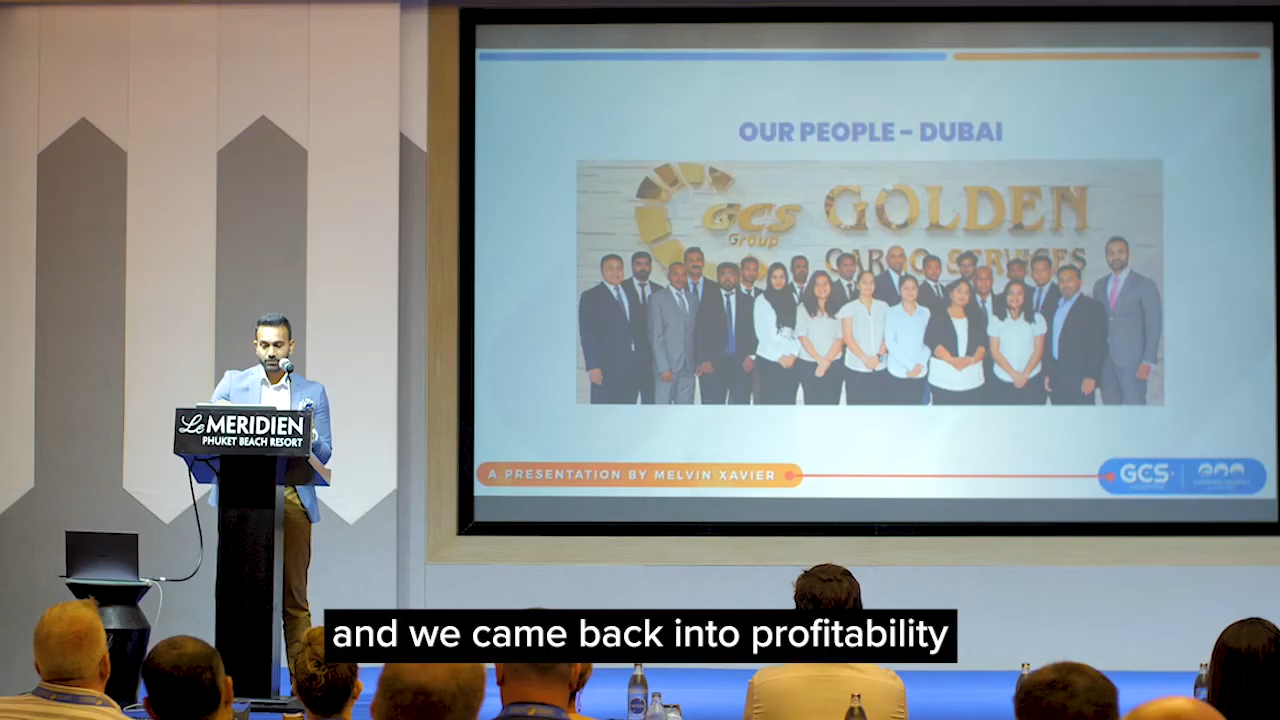 OUR PEOPLE – DUBAI
GCS
Group
GOLDEN
CARGO SERVICES
Le MERIDIEN
PHUKET BEACH RESORT
A PRESENTATION BY MELVIN XAVIER
GCS
and we came back into profitability